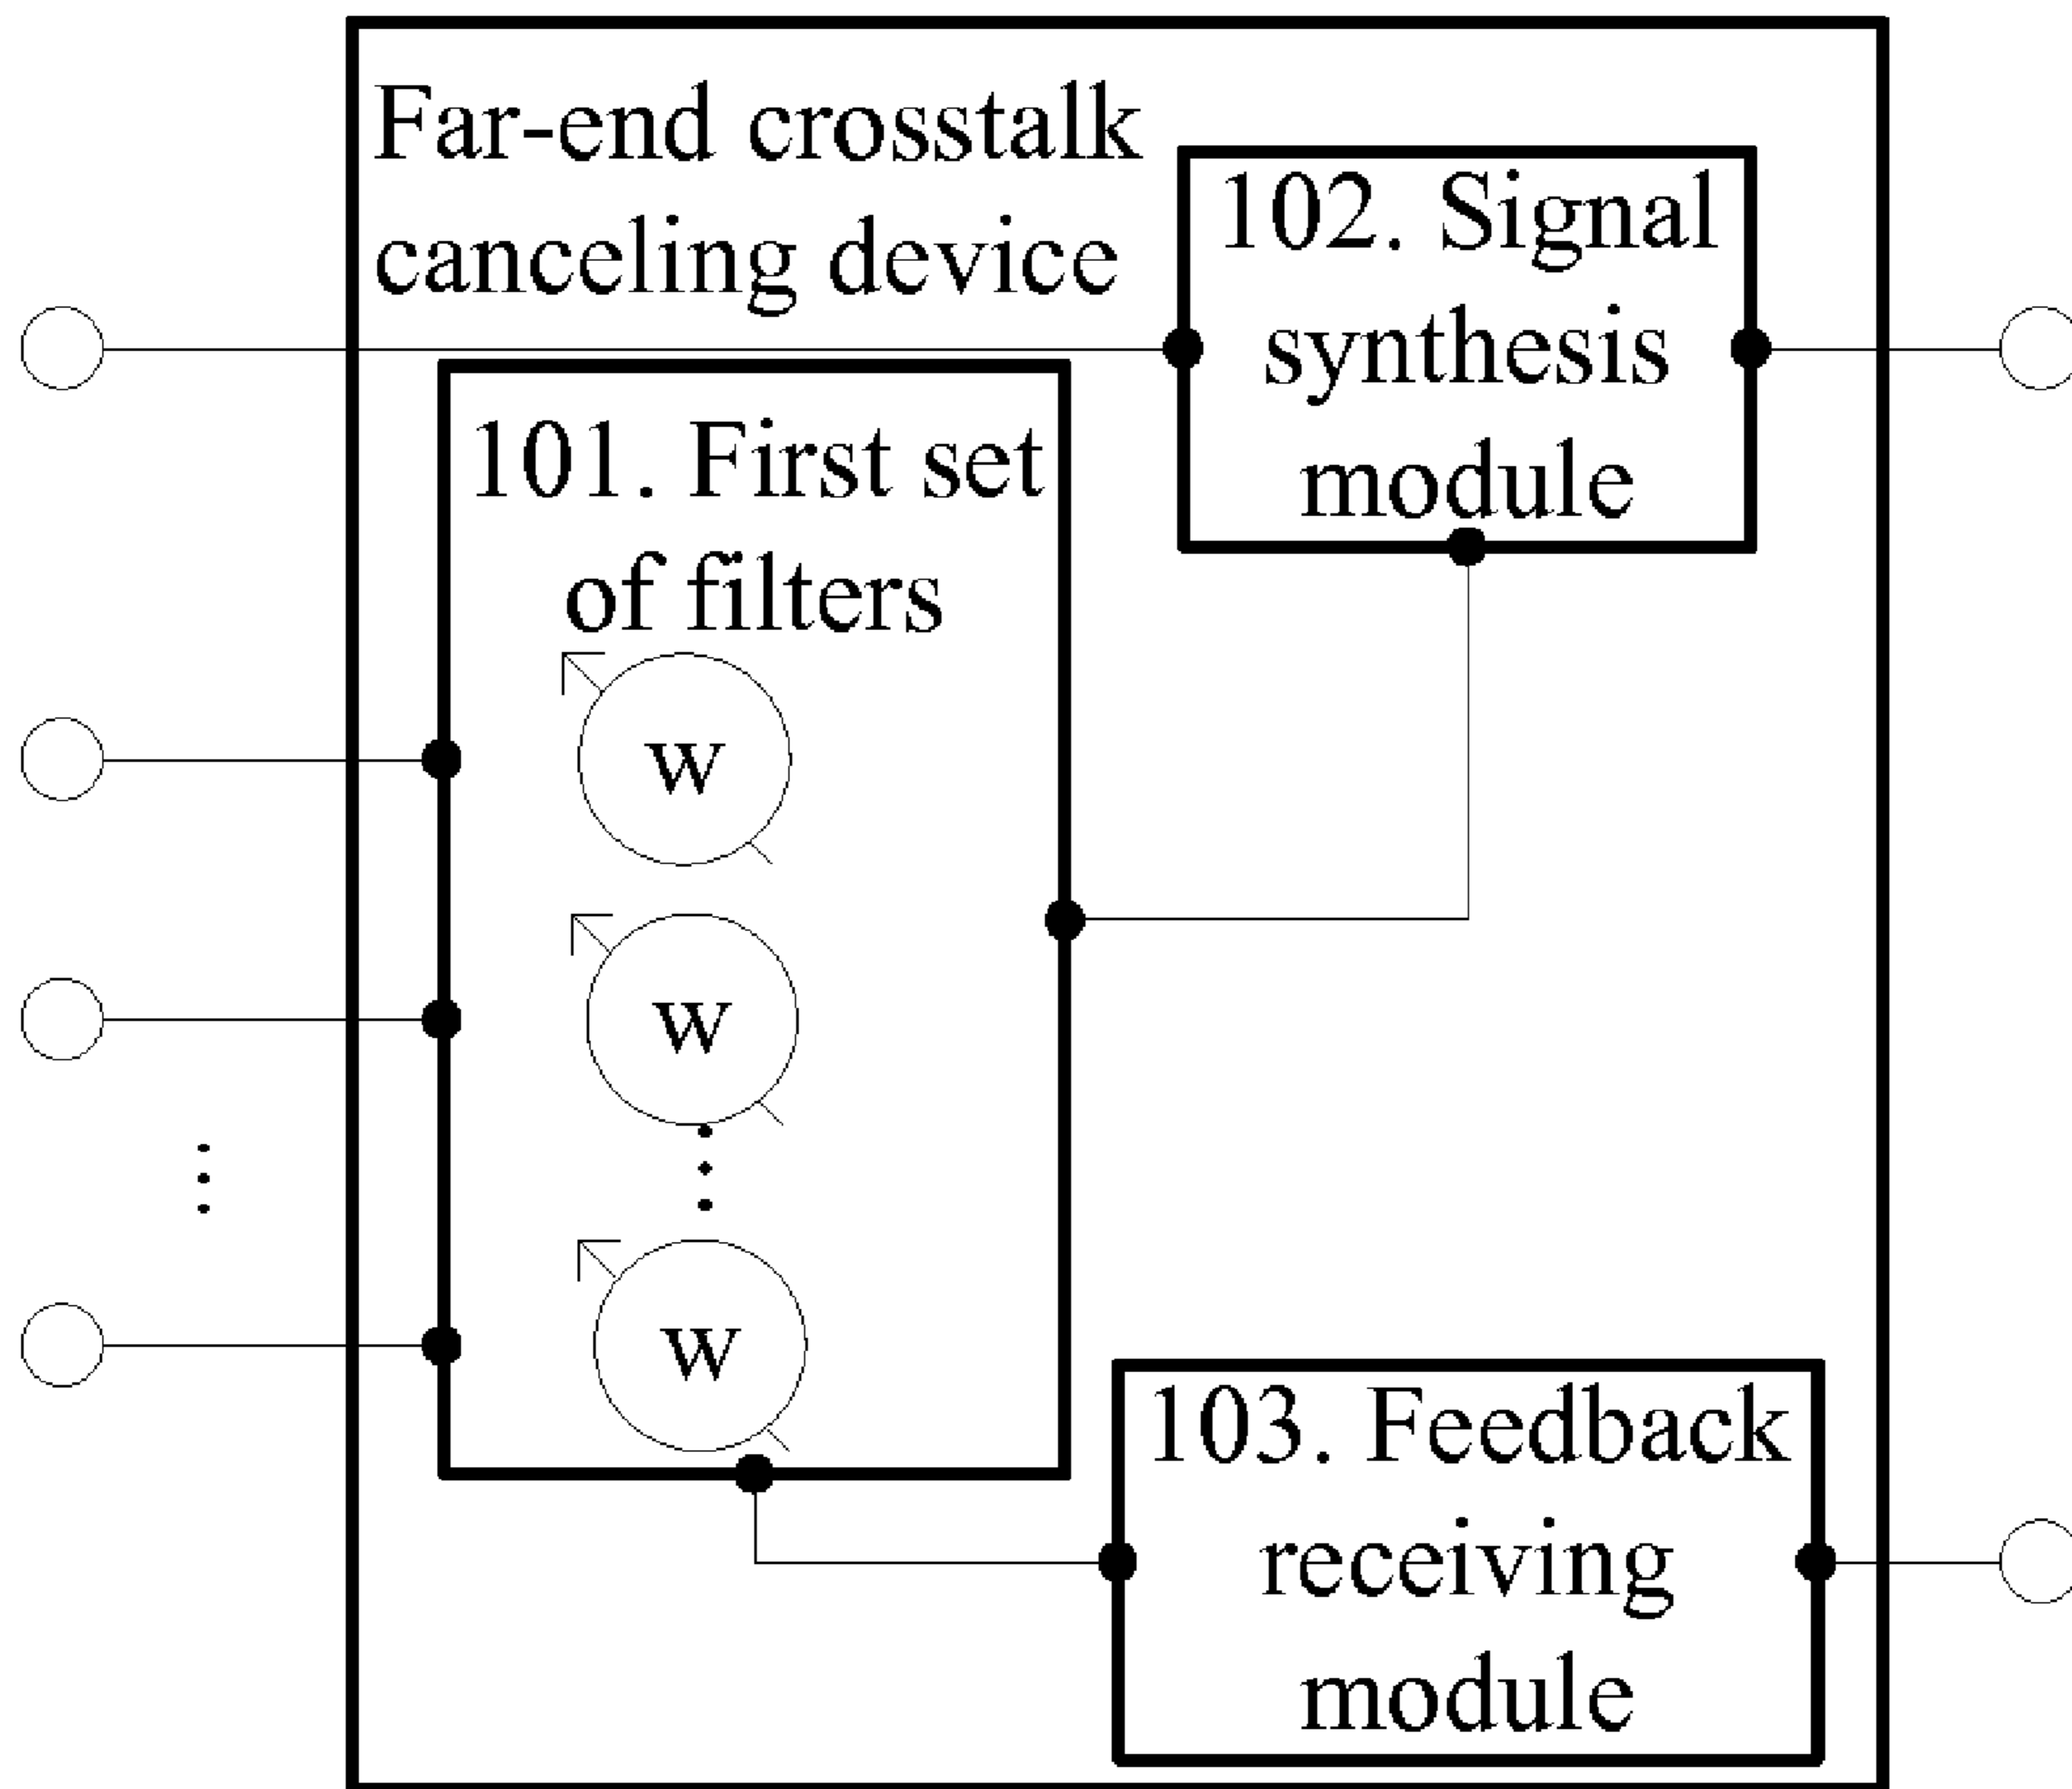 Far-end crosstalk
canceling device
102. Signal
synthesis
module
101. First set
of filters
w
w
w
103. Feedback
receiving
module